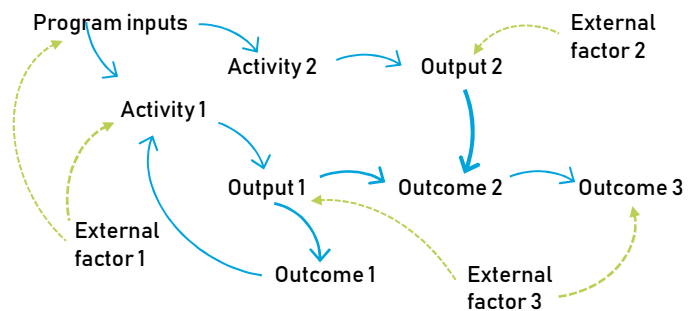 Program inputs
External
factor 2
Activity 2
Output 2
Activity 1
Output 1
Outcome 2
Outcome 3
External
factor 1
Outcome 1
External
factor 3